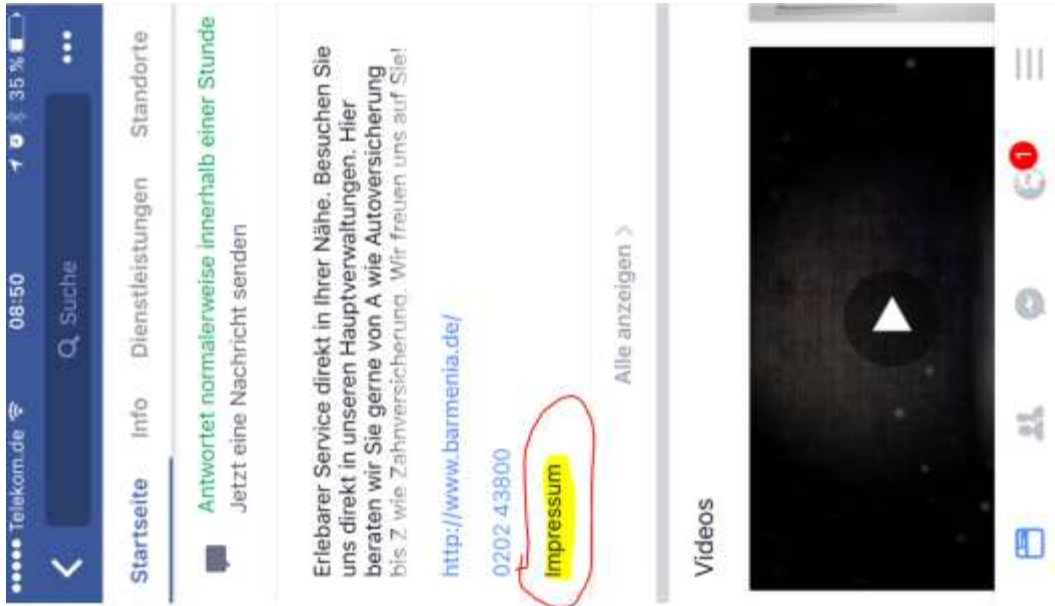 Telekom.de 08:50 35 %
Suche
Startseite Info Dienstleistungen Standorte
Antwortet normalerweise innerhalb einer Stunde
Jetzt eine Nachricht senden
Erlebarer Service direkt in Ihrer Nähe. Besuchen Sie
uns direkt in unseren Hauptverwaltungen. Hier
beraten wir Sie gerne von A wie Autoversicherung
bis Z wie Zahnversicherung. Wir freuen uns auf Sie!
http://www.barmenia.de/
0202 43800
Impressum
Alle anzeigen >
Videos
1